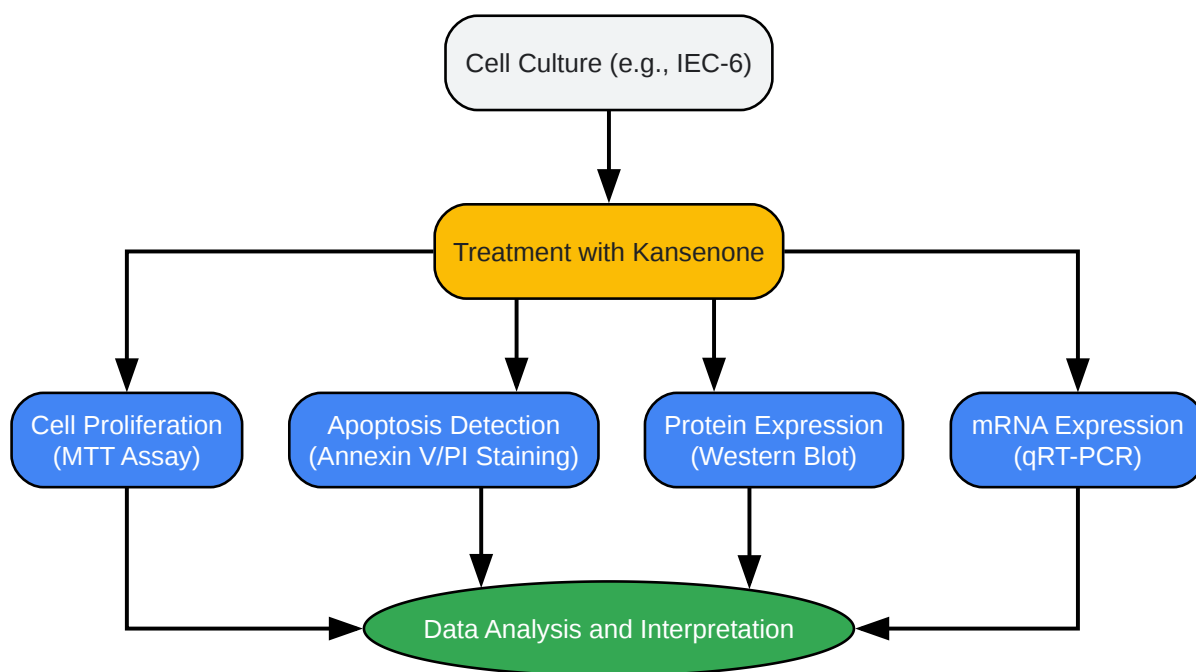 Cell Culture (e.g., IEC-6)
Treatment with Kansenone
Cell Proliferation
(MTT Assay)
Apoptosis Detection
(Annexin V/PI Staining)
Protein Expression
(Western Blot)
mRNA Expression
(qRT-PCR)
Data Analysis and Interpretation